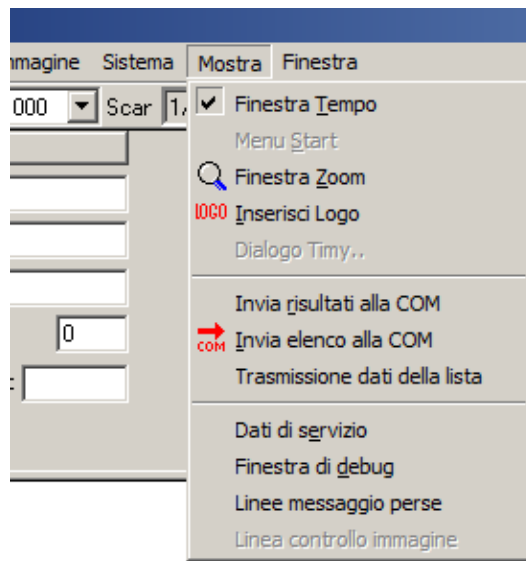 mmagine Sistema Mostra Finestra
000 Scar 1/
Finestra Tempo
Menu Start
Finestra Zoom
LOGO Inserisci Logo
Dialogo Timy..
Invia risultati alla COM
COM Invia elenco alla COM
Trasmissione dati della lista
0
Dati di servizio
Finestra di debug
Linee messaggio perse
Linea controllo immagine